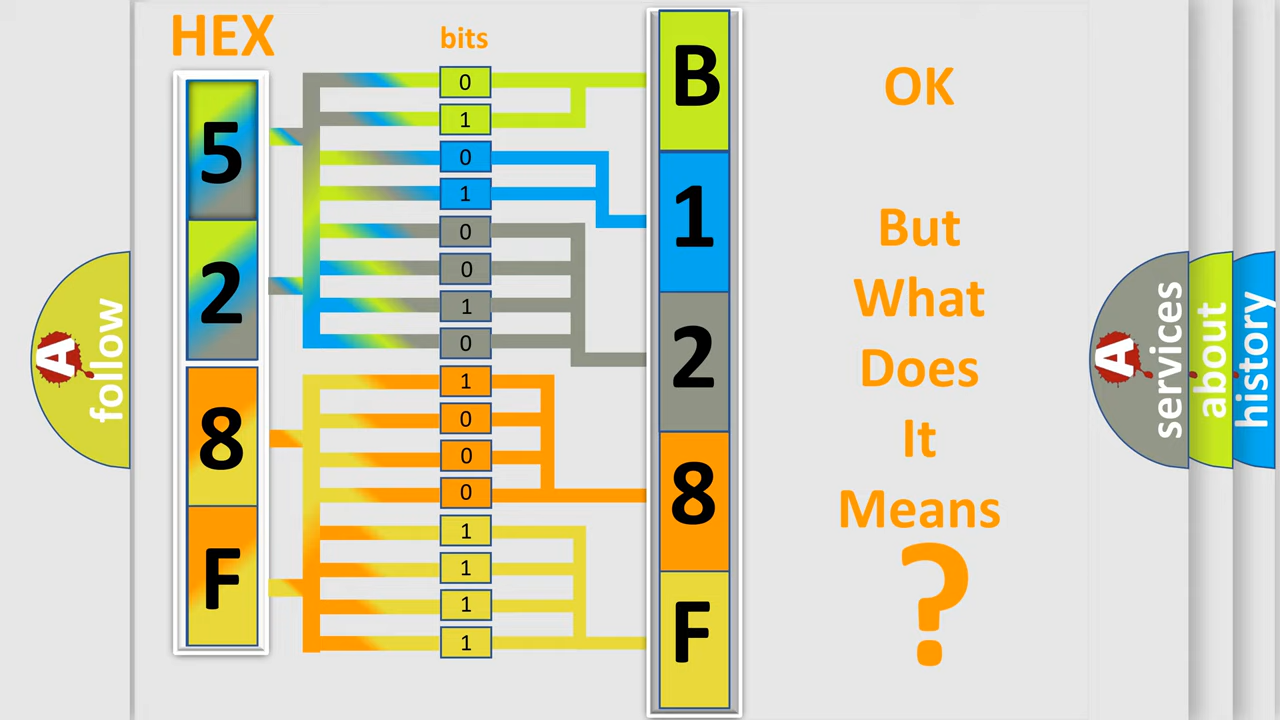 HEX
bits
5
2
8
F
0
1
0
1
0
0
1
0
1
0
0
0
1
1
1
1
B
1
2
8
F
OK
But
What
Does
It
Means
?
A
follow
A
services
about
history